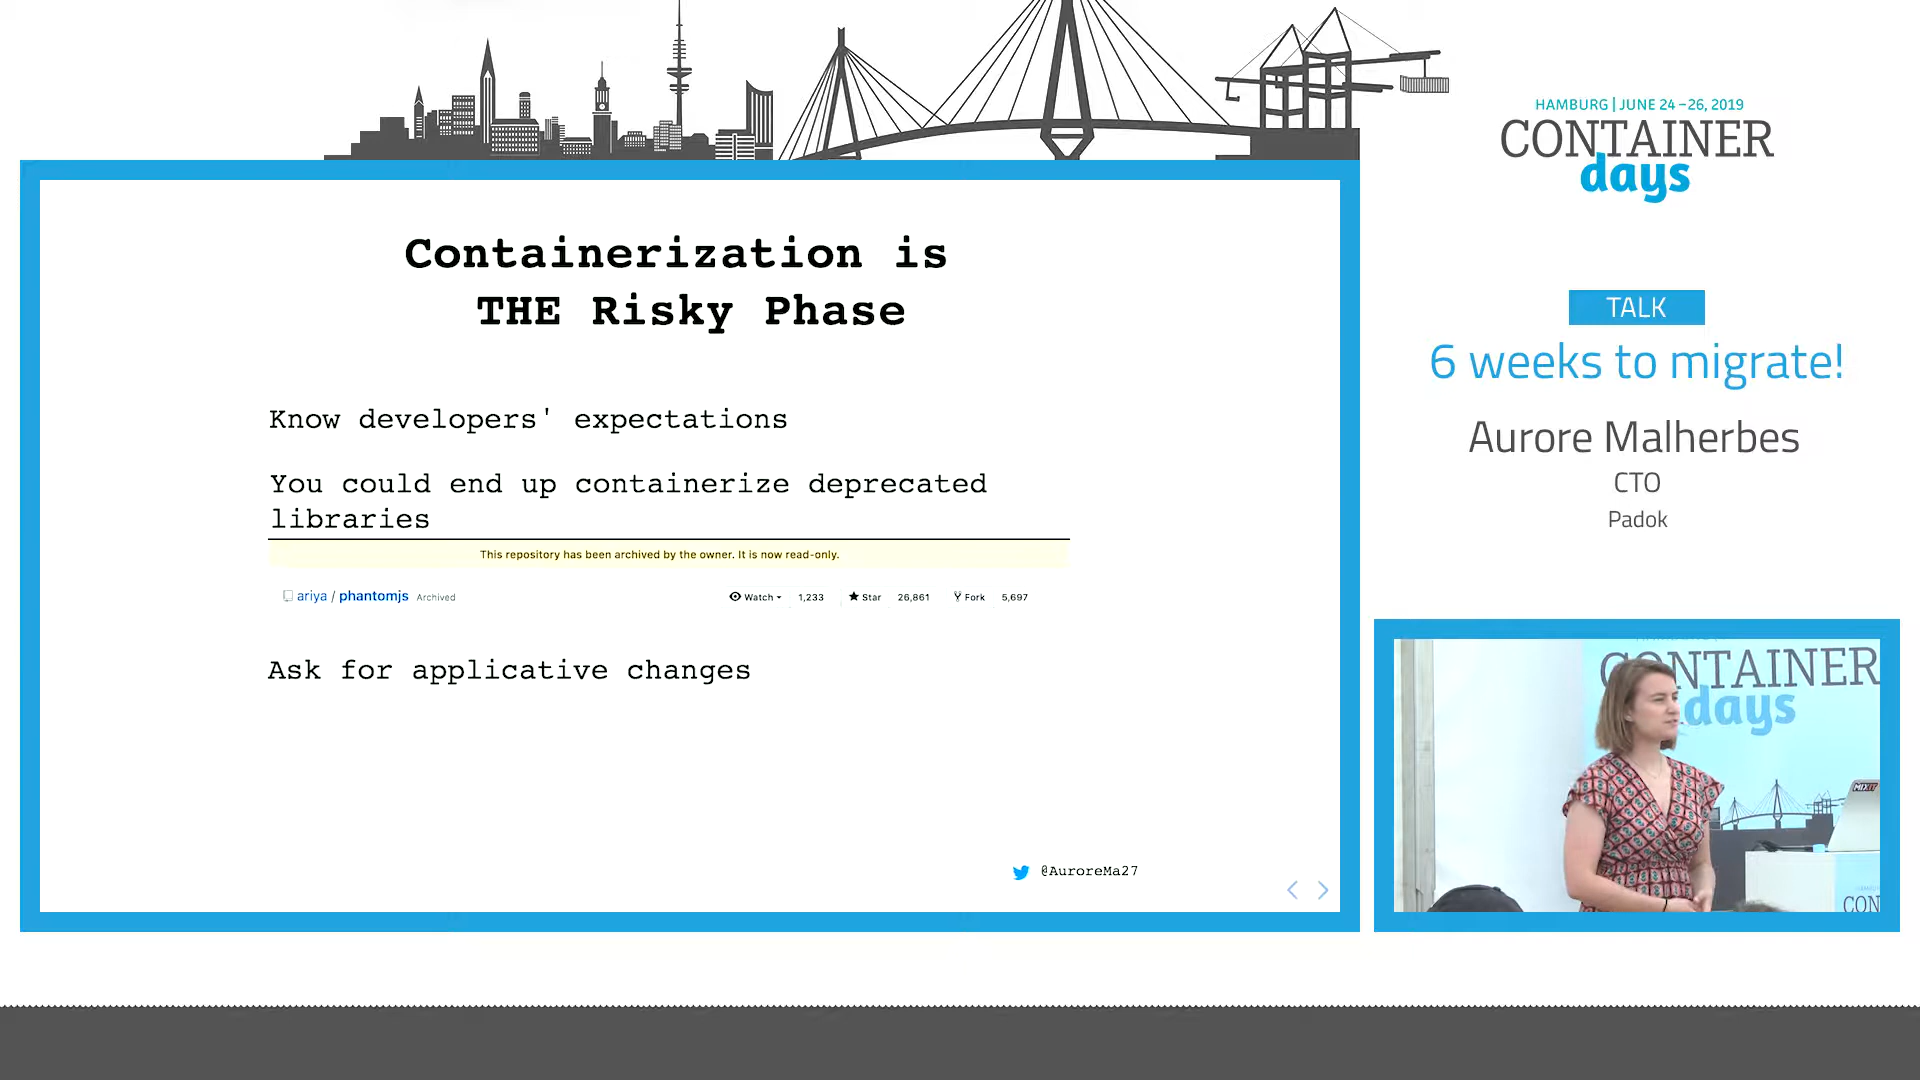 HAMBURG | JUNE 24 – 26, 2019
CONTAINER
days
Containerization is
THE Risky Phase
Know developers' expectations
You could end up containerize deprecated
libraries
This repository has been archived by the owner. It is now read-only.
ariya / phantomjs Archived
Watch 1,233 Star 26,861 Fork 5,697
Ask for applicative changes
@AuroreMa27
TALK
6 weeks to migrate!
Aurore Malherbes
CTO
Padok
CONTAINER
days
MiXiT
CON